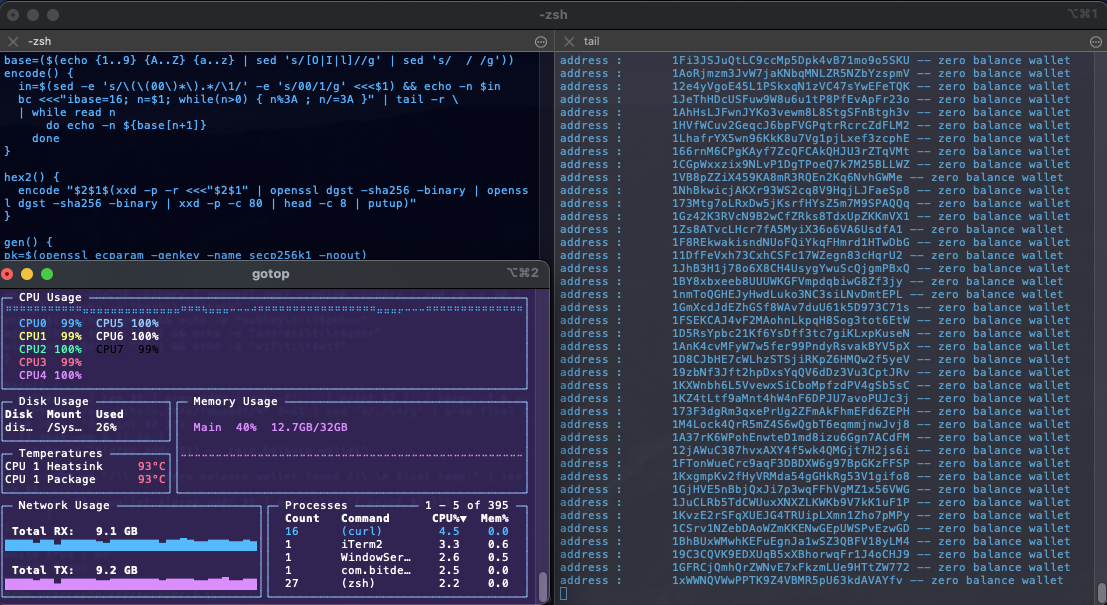 -zsh
⌥⌘1
-zsh
base=($(echo {1..9} {A..Z} {a..z} | sed 's/[O|I|l]//g' | sed 's/  / /g'))
encode() {
in=$(sed -e 's/\(\(00\)*\).*/\1/' -e 's/00/1/g' <<<$1) && echo -n $in
bc <<<"ibase=16; n=$1; while(n>0) { n%3A ; n/=3A }" | tail -r \
| while read n
do echo -n ${base[n+1]}
done
}
hex2() {
encode "$2$1$(xxd -p -r <<<"$2$1" | openssl dgst -sha256 -binary | opens
l dgst -sha256 -binary | xxd -p -c 80 | head -c 8 | putup)"
}
gen() {
pk=$(openssl ecparam -genkey -name secp256k1 -noout)
gotop
⌥⌘2
CPU Usage
CPU0 99% CPU5 100%
CPU1 99% CPU6 100%
CPU2 100% CPU7 99%
CPU3 99%
CPU4 100%
Disk Usage
Disk Mount Used
dis… /Sys… 26%
Memory Usage
Main 40% 12.7GB/32GB
Temperatures
CPU 1 Heatsink 93°C
CPU 1 Package 93°C
Network Usage
Total RX: 9.1 GB
Total TX: 9.2 GB
Processes 1 – 5 of 395
Count Command CPU%▼ Mem%
16 (curl) 4.5 0.0
1 iTerm2 3.3 0.6
1 WindowSer… 2.6 0.5
1 com.bitde… 2.5 0.0
27 (zsh) 2.2 0.0
tail
address : 1Fi3JSJuQtLC9ccMp5Dpk4vB71mo9o5SKU -- zero balance wallet
address : 1AoRjmzm3JvW7jaKNbqMNLZR5NZbYzspmV -- zero balance wallet
address : 12e4yVgoE45L1PSkxqN1zVC47sYwEFeTQK -- zero balance wallet
address : 1JeThHDcUSFuw9W8u6u1tP8PfEvApFr23o -- zero balance wallet
address : 1AhHsLJFwnJYKo3vewm8L8StgSFnBtgh3v -- zero balance wallet
address : 1HVfWCuv2GeqcJ6bpFVGPqtrRcrcZdFLM2 -- zero balance wallet
address : 1LhafrYX5wn96KkK8u7Vg1pjLxef3zcphE -- zero balance wallet
address : 166rnM6CPgKAyf7ZcQFCAkQHJU3rZTqVMt -- zero balance wallet
address : 1CGpWxxzix9NLvP1DgTPoeQ7k7M25BLLWZ -- zero balance wallet
address : 1VB8pZZiX459KA8mR3RQEn2Kq6NvhGWMe -- zero balance wallet
address : 1NhBkwicjAKXr93WS2cq8V9HqjLJFaeSp8 -- zero balance wallet
address : 173Mtg7oLRxDw5jKsrfHYsZ5m7M9SPAQQq -- zero balance wallet
address : 1Gz42K3RVcN9B2wCfZRks8TdxUpZKKmVX1 -- zero balance wallet
address : 1Zs8ATvcLHcr7fA5MyiX36o6VA6UsdfA1 -- zero balance wallet
address : 1F8REkwakisndNUoFQiYkqFHmrd1HTwDbG -- zero balance wallet
address : 11DfFeVxh73CxhCSFc17WZegn83cHqrU2 -- zero balance wallet
address : 1JhB3H1j78o6X8CH4UsygYwuScQjgmPBxQ -- zero balance wallet
address : 1BY8xbxeeb8UUUWKGFVmpdqbiwG8Zf3jy -- zero balance wallet
address : 1nmToQGHEJyHwdLuko3NC3siLNvDmtEPL -- zero balance wallet
address : 1GmXcdJdEZhGSf8WAv7duU61k5D973C71s -- zero balance wallet
address : 1FSEKCAJ4vF2MAohnLkpqH8Sog3tot6EtW -- zero balance wallet
address : 1D5RsYpbc21Kf6YsDff3tc7giKLxpKuseN -- zero balance wallet
address : 1AnK4cvMFyW7w5fer99PndyRsvakBYV5pX -- zero balance wallet
address : 1D8CJbHE7cWLhzSTSjiRKpZ6HMQw2f5yeV -- zero balance wallet
address : 19zbNf3Jft2hpDxsYqQV6dDz3Vu3CptJRv -- zero balance wallet
address : 1KXWnbh6L5VvewxSiCboMpfzdPV4gSb5sC -- zero balance wallet
address : 1KZ4tLtf9aMnt4hW4nF6DPJU7avoPUJc3j -- zero balance wallet
address : 173F3dgRm3qxePrUg2ZFmAkFhmEFd6ZEPH -- zero balance wallet
address : 1M4Lock4QrR5mZ4S6wQgbT6eqmmjnwJvj8 -- zero balance wallet
address : 1A37rK6WPohEnwteD1md8izu6Ggn7ACdFM -- zero balance wallet
address : 12jAWuC387hvxAXY4f5wk4QMGjt7H2js6i -- zero balance wallet
address : 1FTonWueCrc9aqF3DBDXW6g97BpGKzFFSP -- zero balance wallet
address : 1KxgmpKv2fHyVRMda54gGHkRg53V1gifo8 -- zero balance wallet
address : 1GjHVE5nBbjQxJi7p3wqFFhVgMZ1x56VWG -- zero balance wallet
address : 1JuCLRb5TdCWUuxXNXZLKWKb9V7kK1uF1P -- zero balance wallet
address : 1KvzE2rSFqXUEJG4TRUipLXmn1Zho7pMPy -- zero balance wallet
address : 1CSrv1NZebDAoWZmKKENwGEpUWSPvEzwGD -- zero balance wallet
address : 1BhBUxWMwhKEFuEgnJa1wSZ3QBFV18yLM4 -- zero balance wallet
address : 19C3CQVK9EDXUqB5xXBhorwqFr1J4oCHJ9 -- zero balance wallet
address : 1GFRCjQmhQrZWNvE7xFkzmLUe9HTtZW772 -- zero balance wallet
address : 1xWWNQVWwPPTK9Z4VBMR5pU63kdAVAYfv -- zero balance wallet